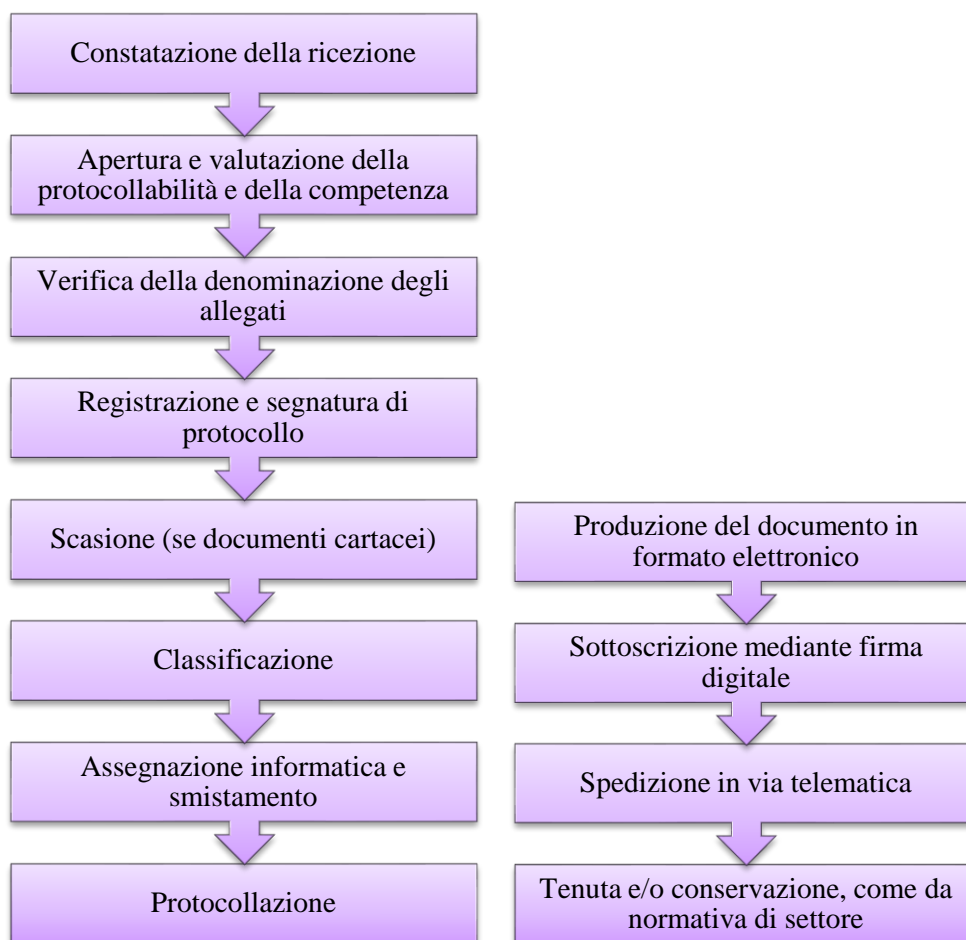 Constatazione della ricezione
Apertura e valutazione della
protocollabilità e della competenza
Verifica della denominazione degli
allegati
Registrazione e segnatura di
protocollo
Scasione (se documenti cartacei)
Classificazione
Assegnazione informatica e
smistamento
Protocollazione
Produzione del documento in
formato elettronico
Sottoscrizione mediante firma
digitale
Spedizione in via telematica
Tenuta e/o conservazione, come da
normativa di settore